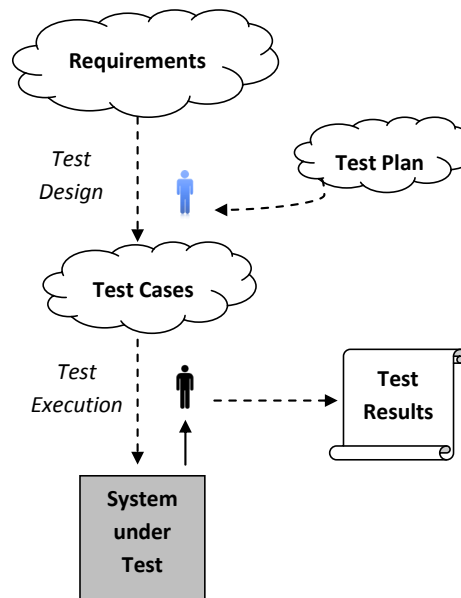 Requirements
Test
Design
Test Plan
Test Cases
Test
Execution
Test
Results
System
under
Test